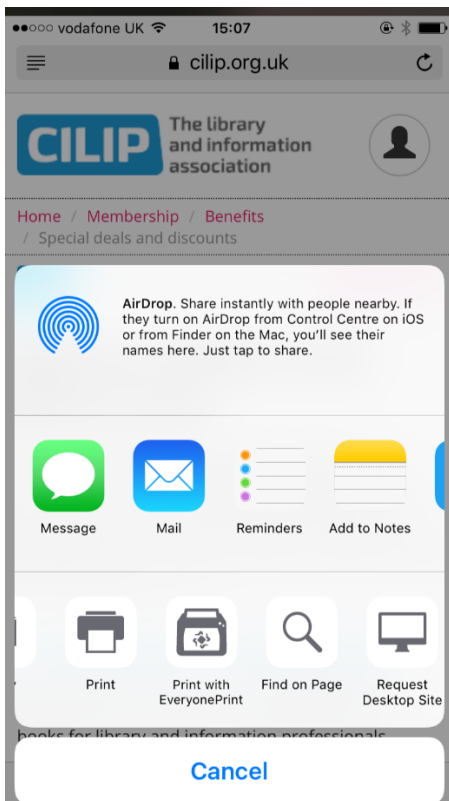 vodafone UK 15:07
cilip.org.uk
CILIP
The library
and information
association
Home / Membership / Benefits
/ Special deals and discounts
AirDrop. Share instantly with people nearby. If
they turn on AirDrop from Control Centre on iOS
or from Finder on the Mac, you'll see their
names here. Just tap to share.
Message Mail Reminders Add to Notes
Print Print with EveryonePrint Find on Page Request Desktop Site
books for library and information professionals
Cancel